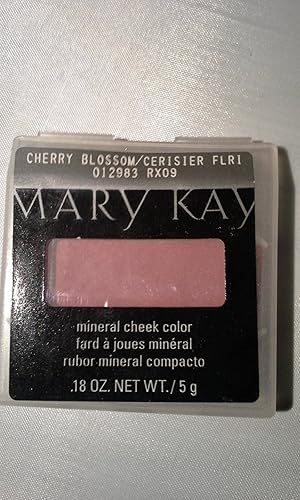 CHERRY BLOSSOM/CERISIER FLR1
012983 RX09
MARY KAY
mineral cheek color
fard à joues minéral
rubor mineral compacto
.18 OZ. NET WT./5 g